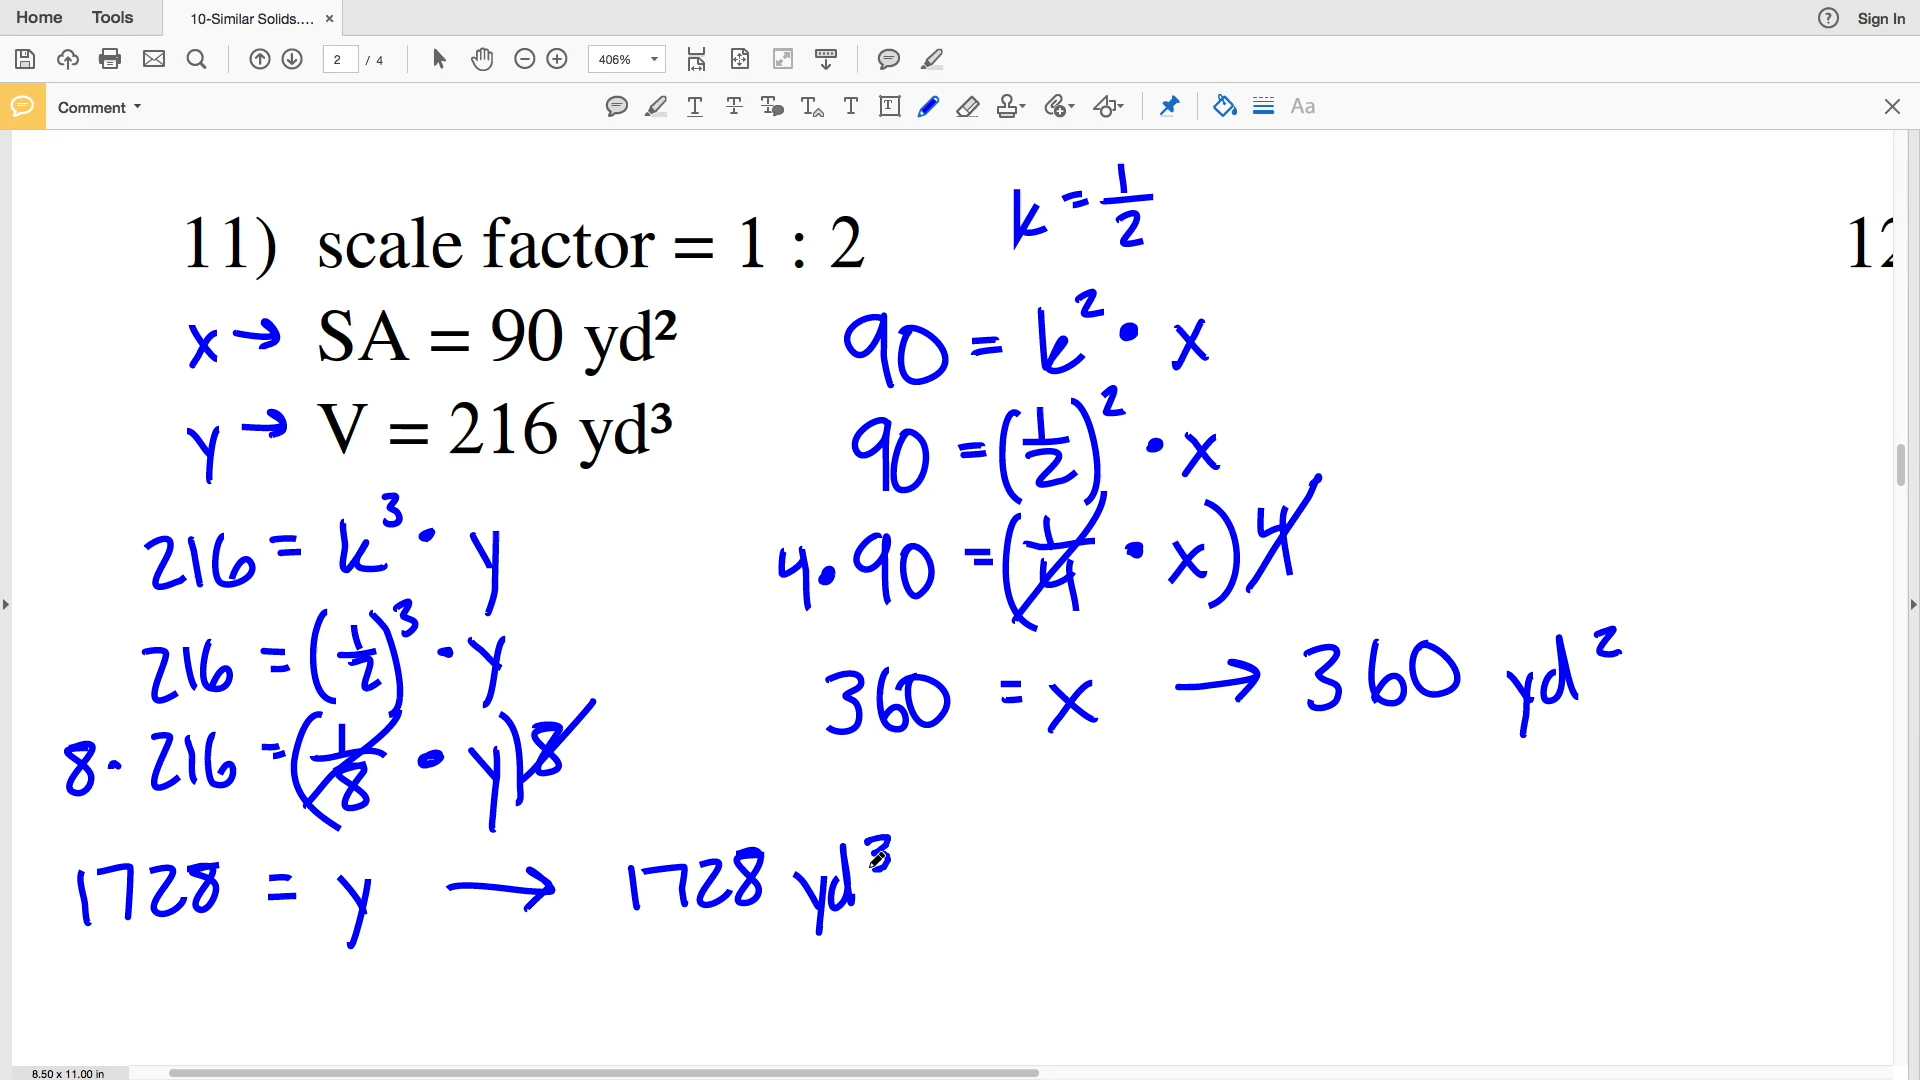 Home Tools 10-Similar Solids.... × ? Sign In
2 / 4 406%
Comment Aa
k = 1/2
11) scale factor = 1 : 2
12
x → SA = 90 yd²
90 = k² • x
y → V = 216 yd³
90 = (1/2)² • x
216 = k³ • y
4 • 90 = (1/4 • x) 4
216 = (1/2)³ • y
360 = x → 360 yd²
8 • 216 = (1/8 • y) 8
1728 = y → 1728 yd³
8.50 x 11.00 in